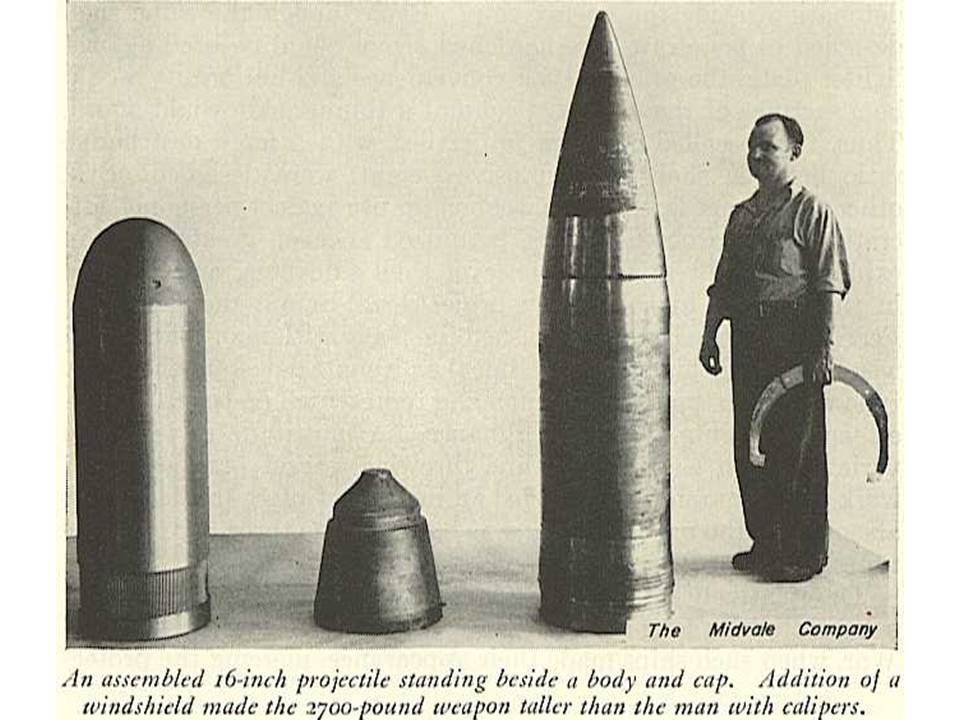 The Midvale Company
An assembled 16-inch projectile standing beside a body and cap. Addition of a
windshield made the 2700-pound weapon taller than the man with calipers.